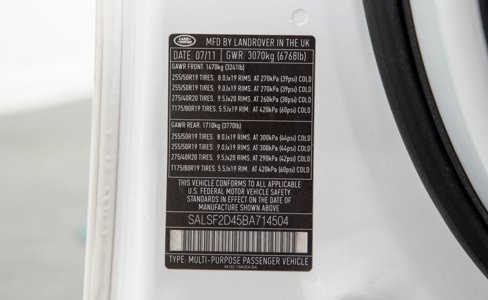 LAND ROVER
MFD BY LANDROVER IN THE UK
DATE: 07/11 GWR: 3070kg (6768lb)
GAWR FRONT: 1470kg (3241lb)
255/50R19 TIRES. 8.0Jx19 RIMS. AT 270kPa (39psi) COLD
255/50R19 TIRES. 9.0Jx19 RIMS. AT 270kPa (39psi) COLD
275/40R20 TIRES. 9.5Jx20 RIMS. AT 260kPa (38psi) COLD
T175/80R19 TIRES. 5.5Jx19 RIM. AT 420kPa (60psi) COLD
GAWR REAR: 1710kg (3770lb)
255/50R19 TIRES. 8.0Jx19 RIMS. AT 300kPa (44psi) COLD
255/50R19 TIRES. 9.0Jx19 RIMS. AT 300kPa (44psi) COLD
275/40R20 TIRES. 9.5Jx20 RIMS. AT 290kPa (42psi) COLD
T175/80R19 TIRES. 5.5Jx19 RIM. AT 420kPa (60psi) COLD
THIS VEHICLE CONFORMS TO ALL APPLICABLE
U.S. FEDERAL MOTOR VEHICLE SAFETY
STANDARDS IN EFFECT ON THE DATE
OF MANUFACTURE SHOWN ABOVE
SALSF2D45BA714504
TYPE: MULTI-PURPOSE PASSENGER VEHICLE